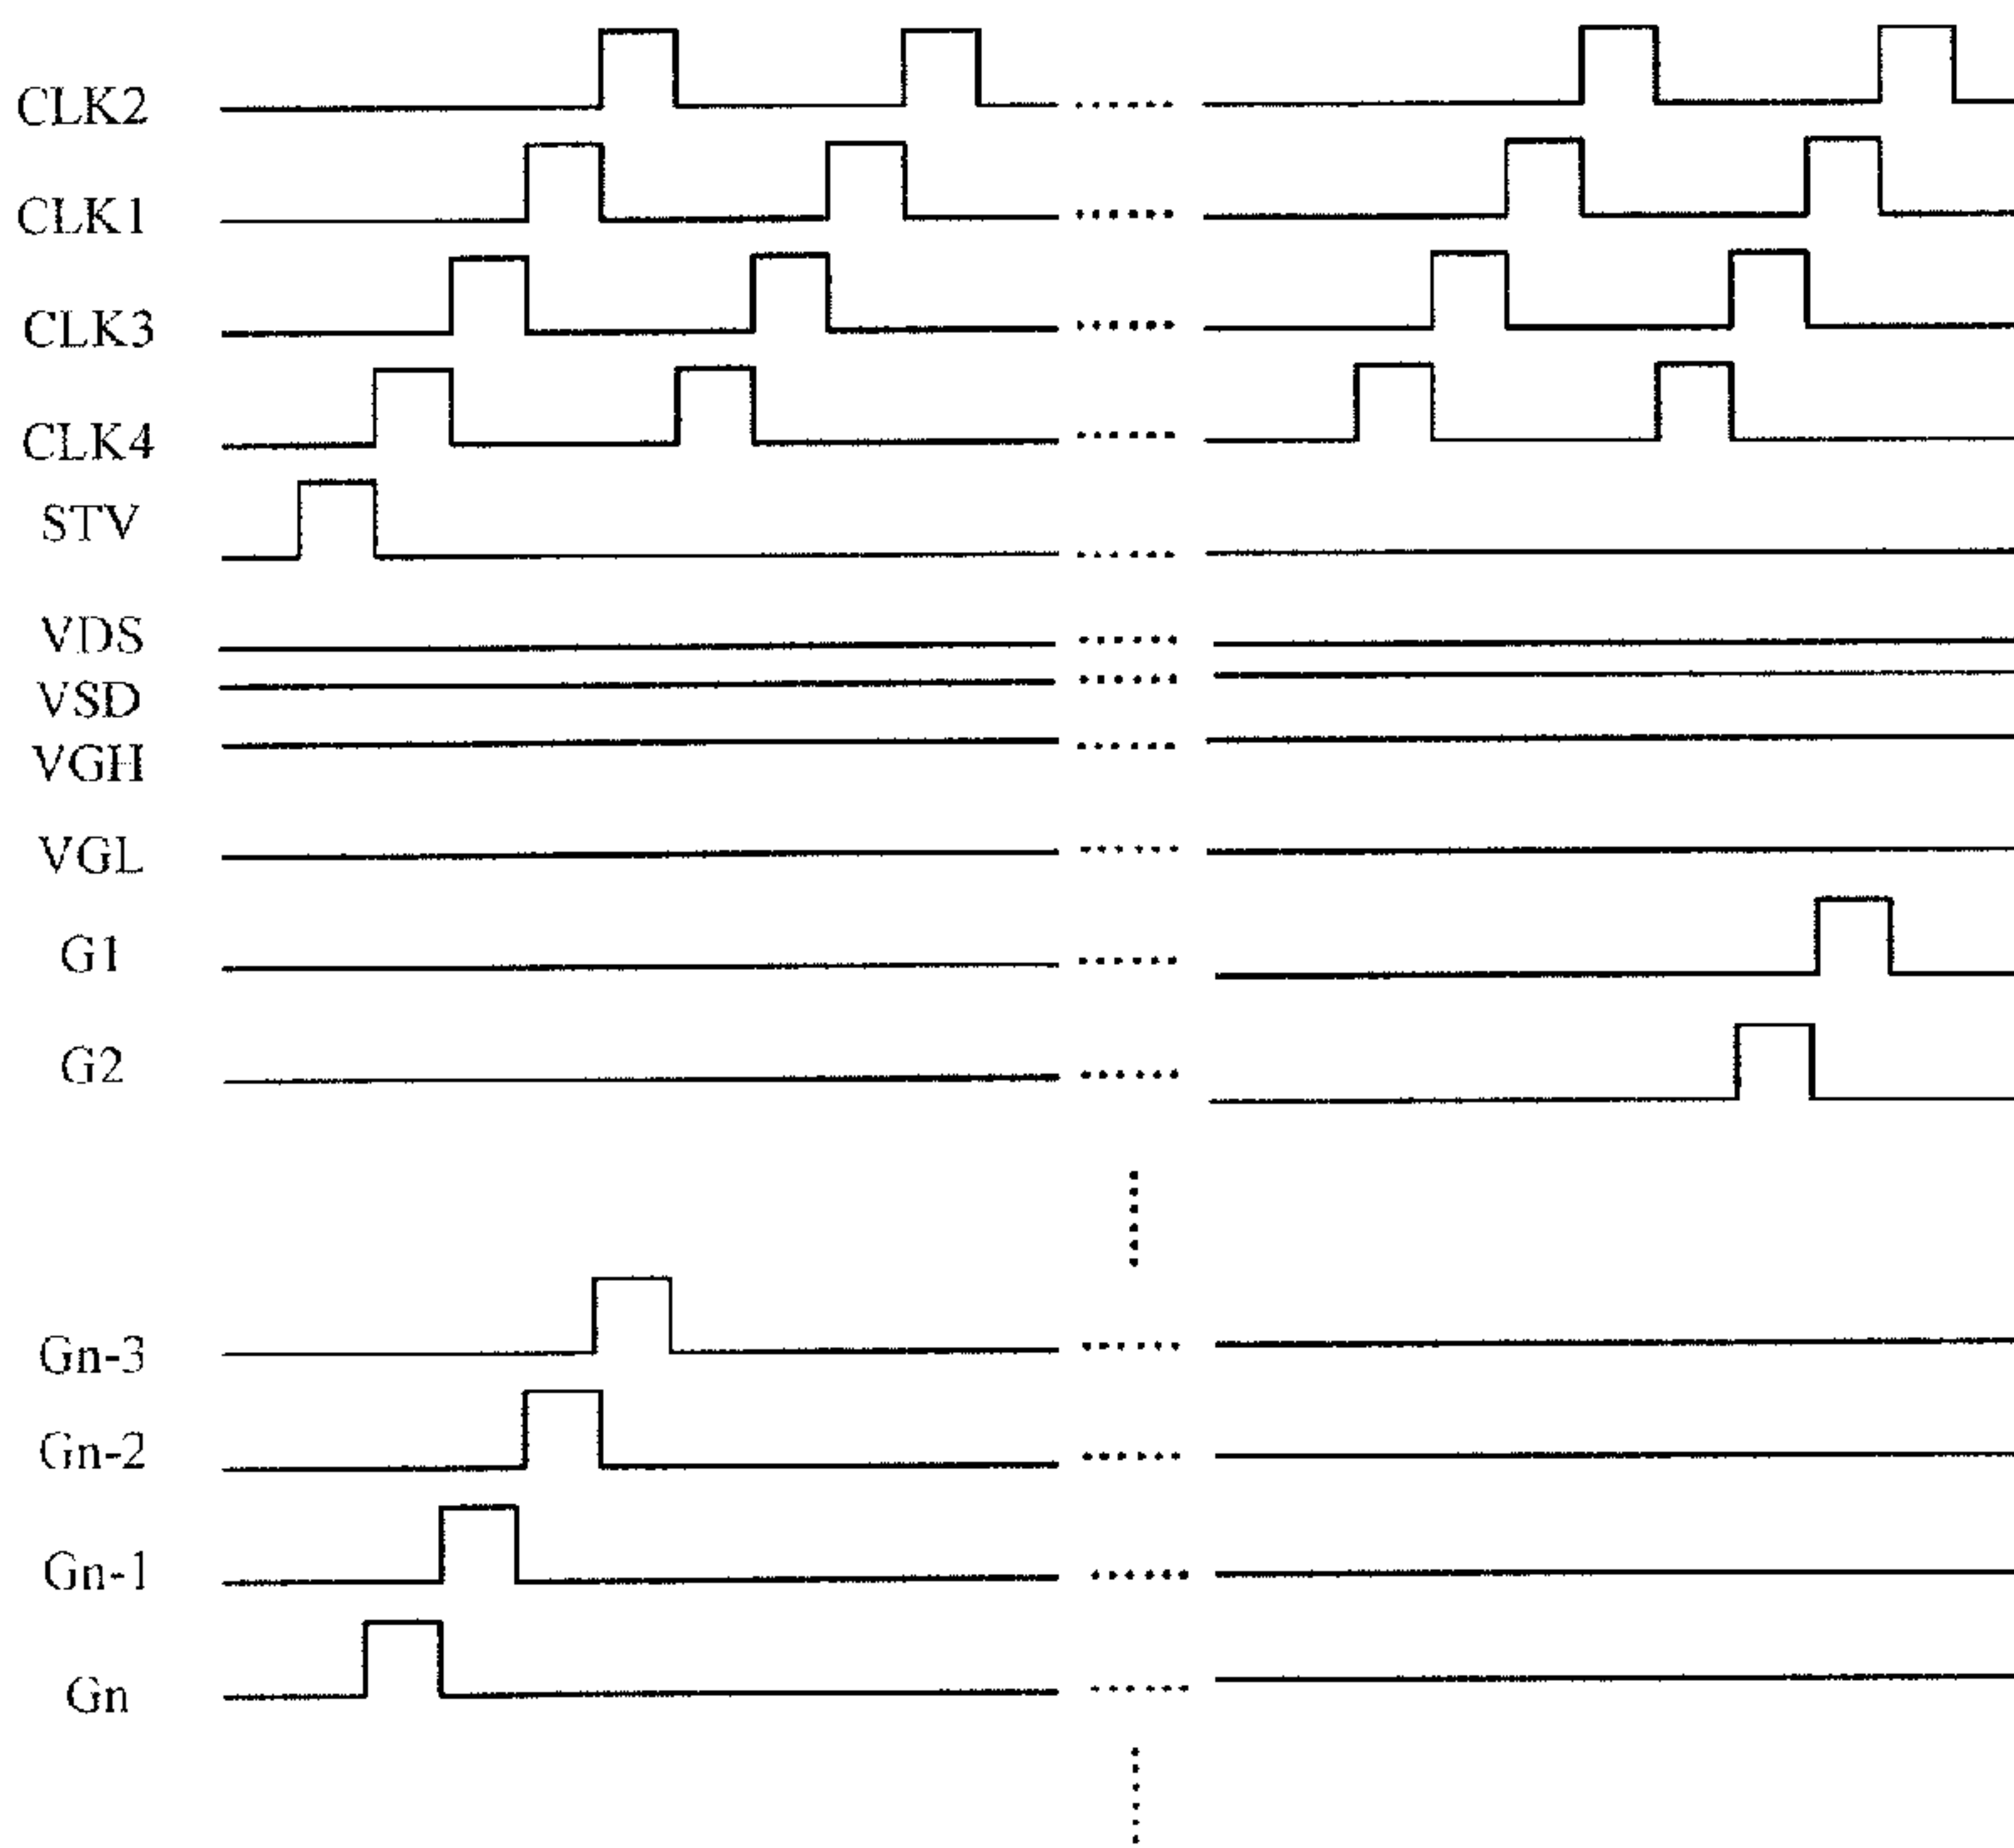 CLK2
CLK1
CLK3
CLK4
STV
VDS
VSD
VGH
VGL
G1
G2
Gn-3
Gn-2
Gn-1
Gn